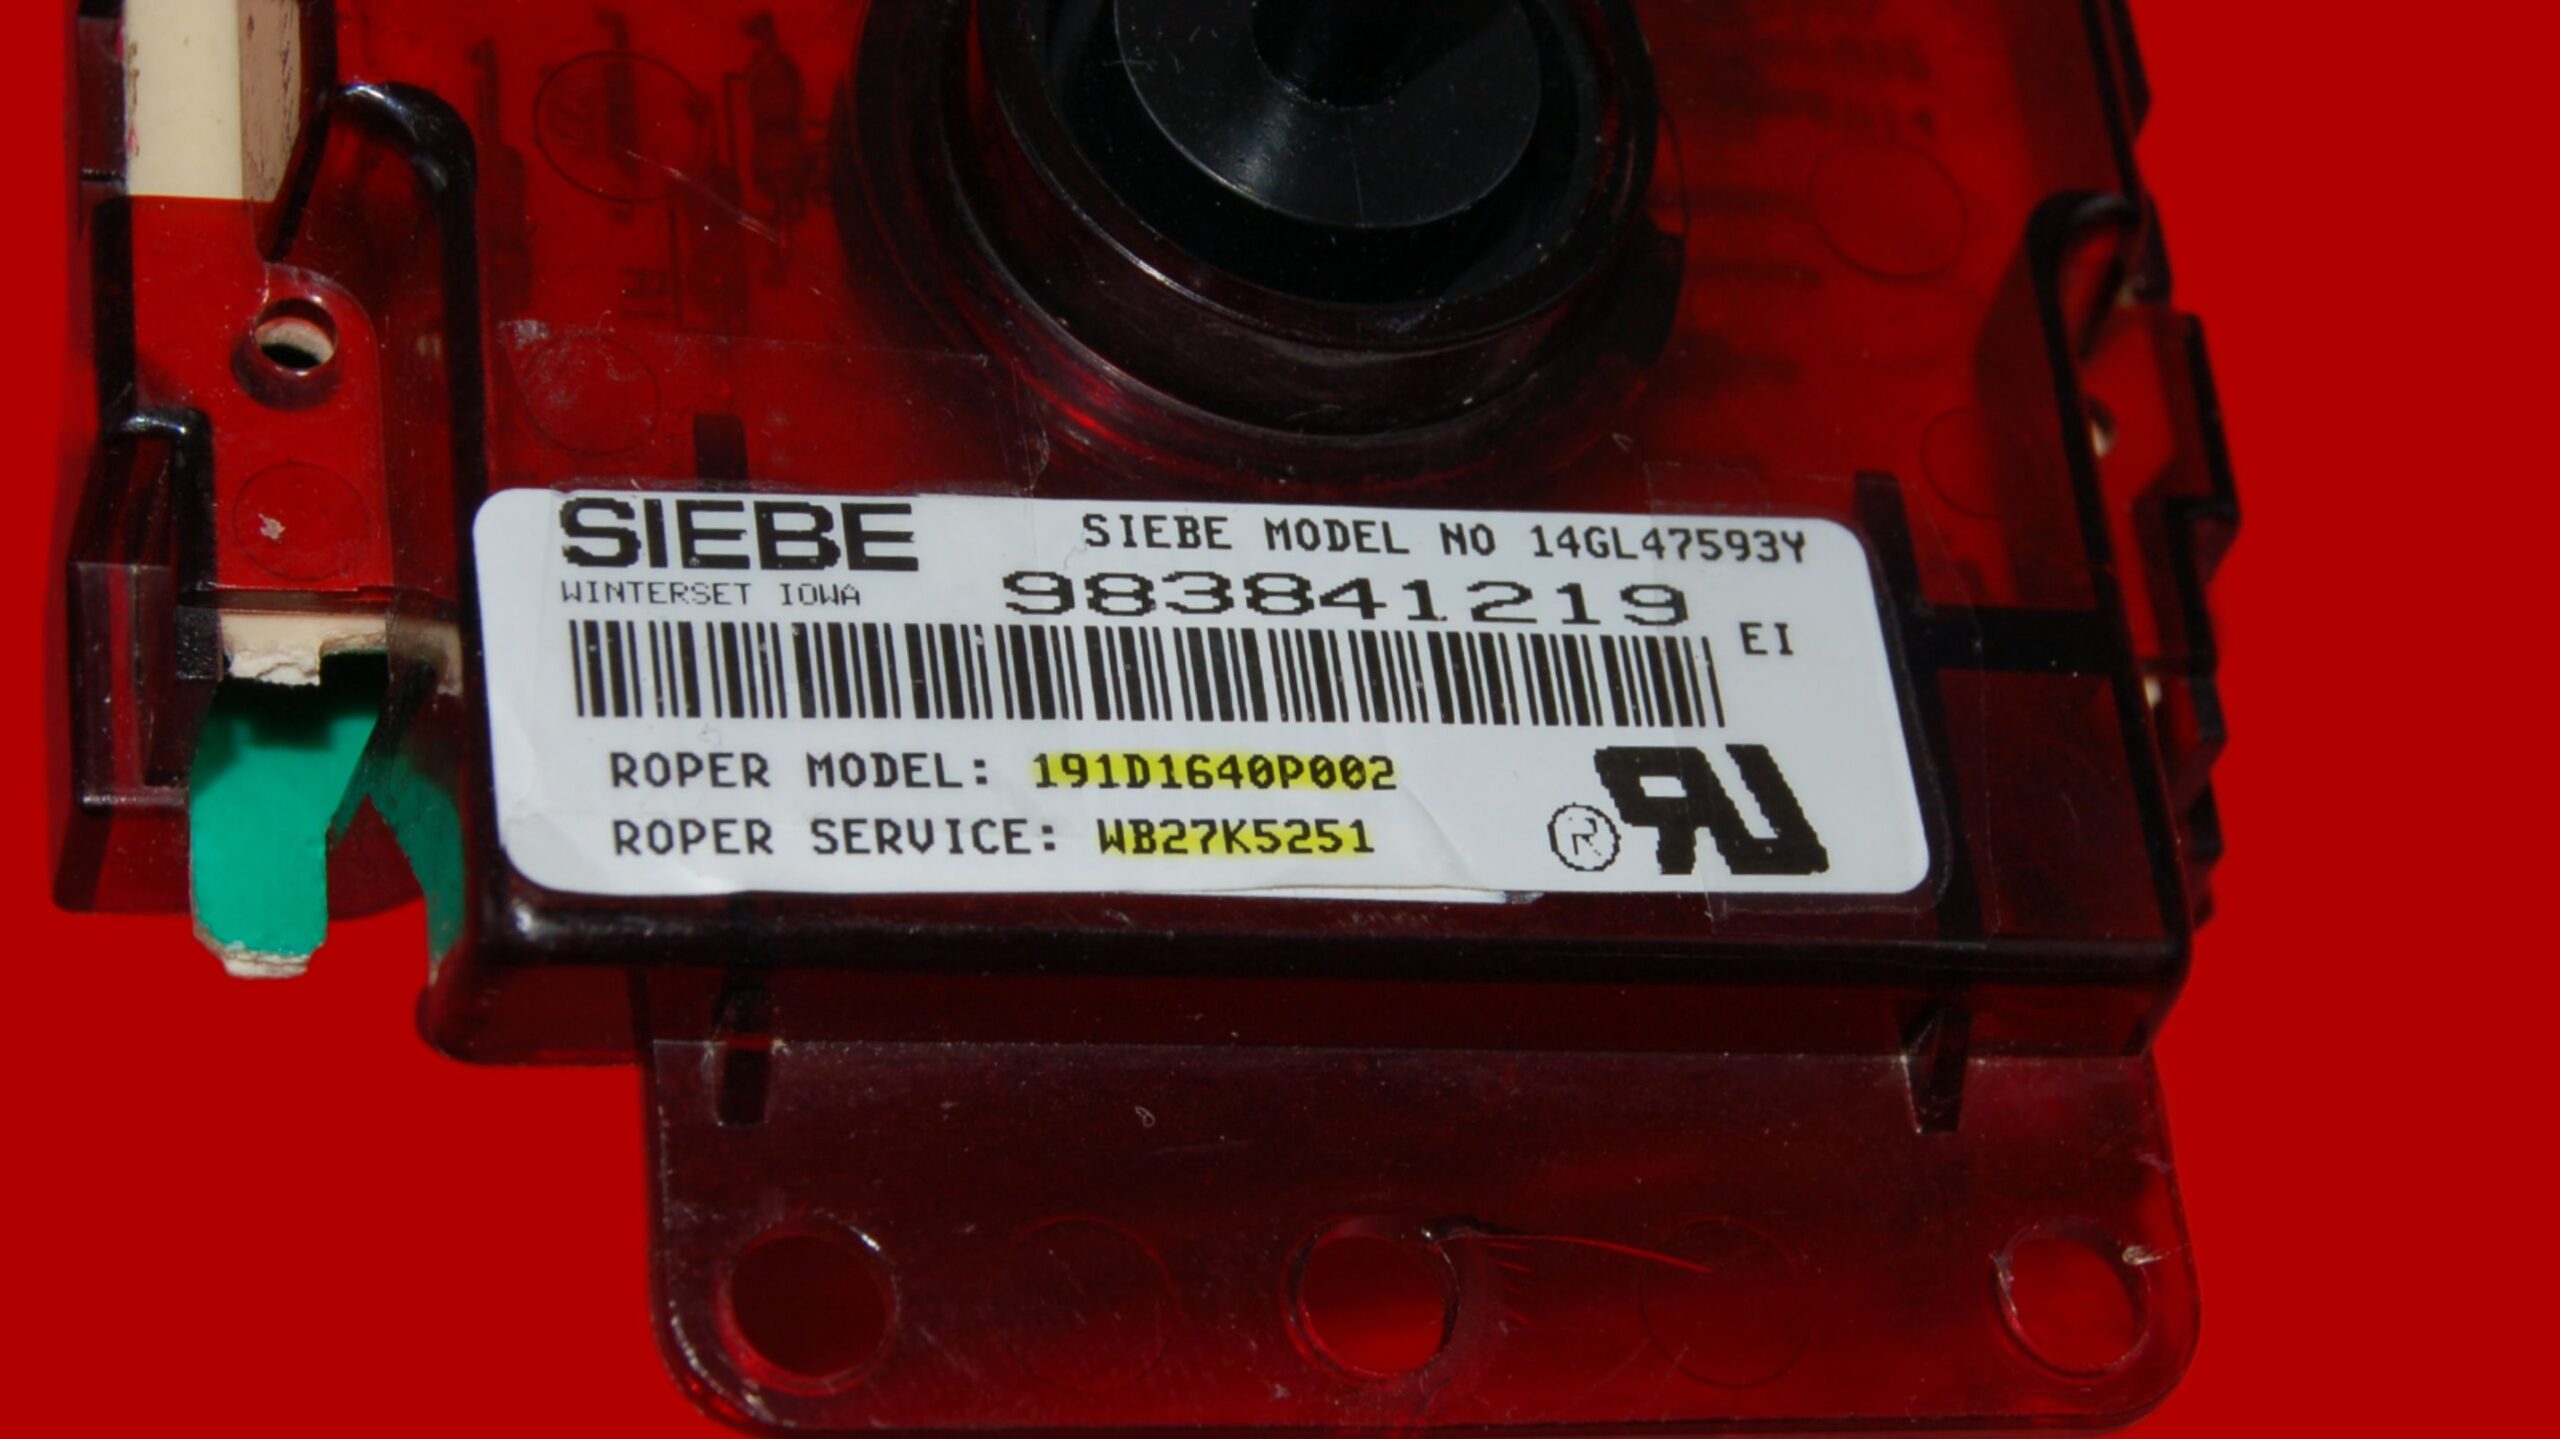 SIEBE
SIEBE MODEL NO 14GL47593Y
WINTERSET IOWA
983841219
EI
ROPER MODEL: 191D1640P002
ROPER SERVICE: WB27K5251
®